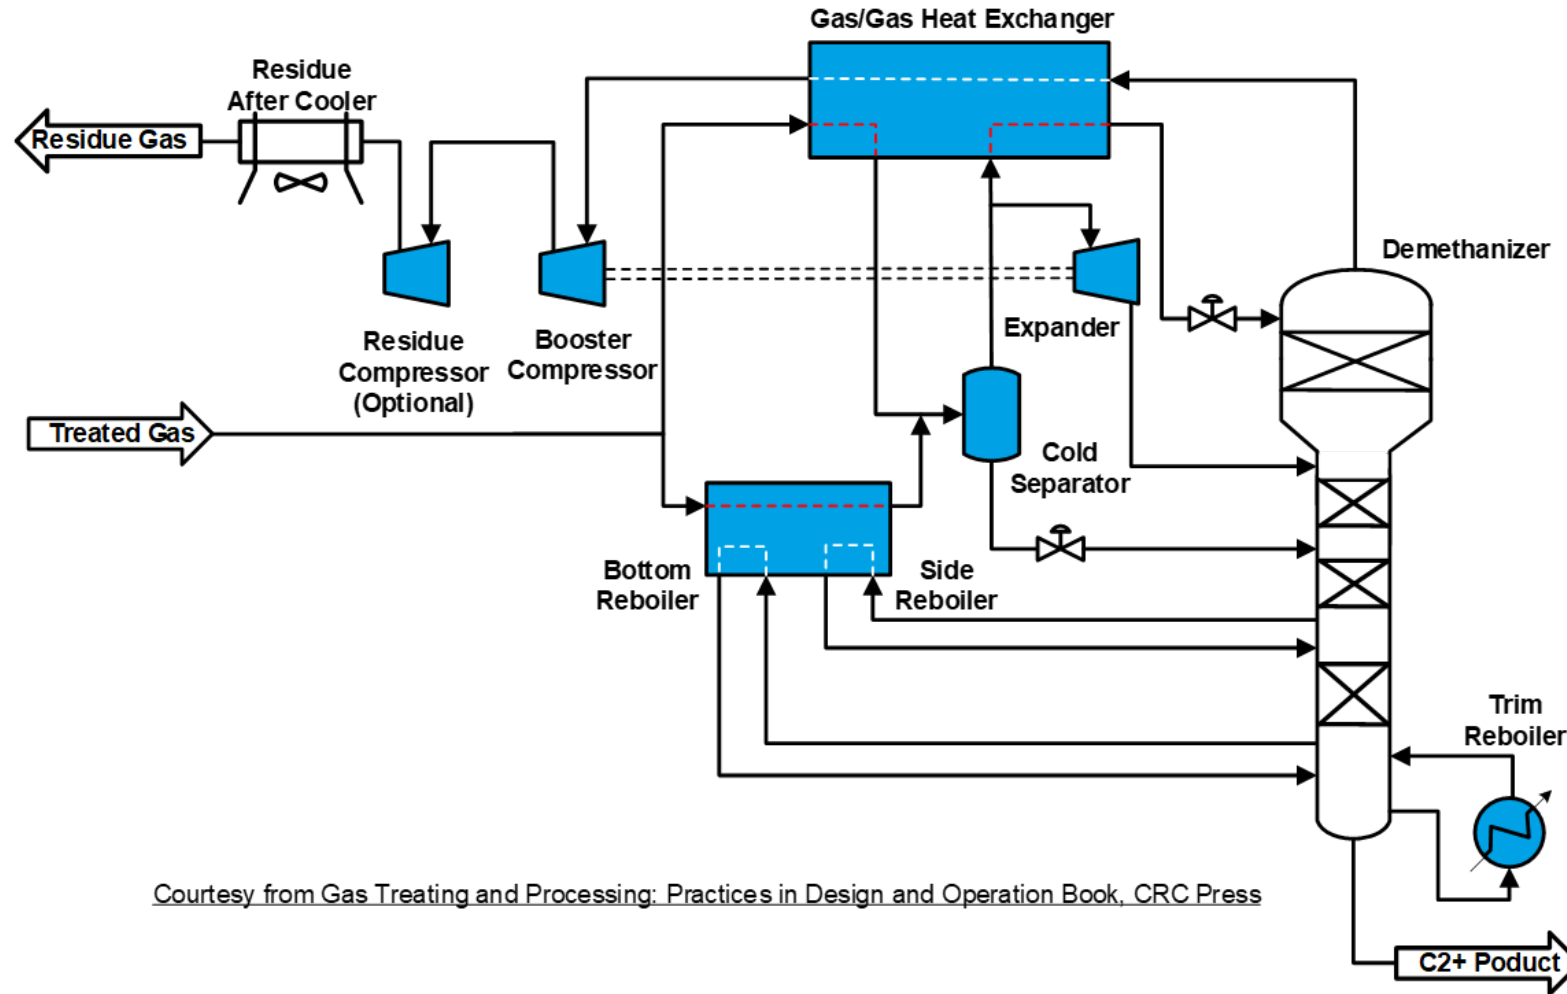 Gas/Gas Heat Exchanger
Residue
After Cooler
Residue Gas
Demethanizer
Expander
Residue
Compressor
(Optional)
Booster
Compressor
Treated Gas
Cold
Separator
Bottom
Reboiler
Side
Reboiler
Trim
Reboiler
Courtesy from Gas Treating and Processing: Practices in Design and Operation Book, CRC Press
C2+ Poduct